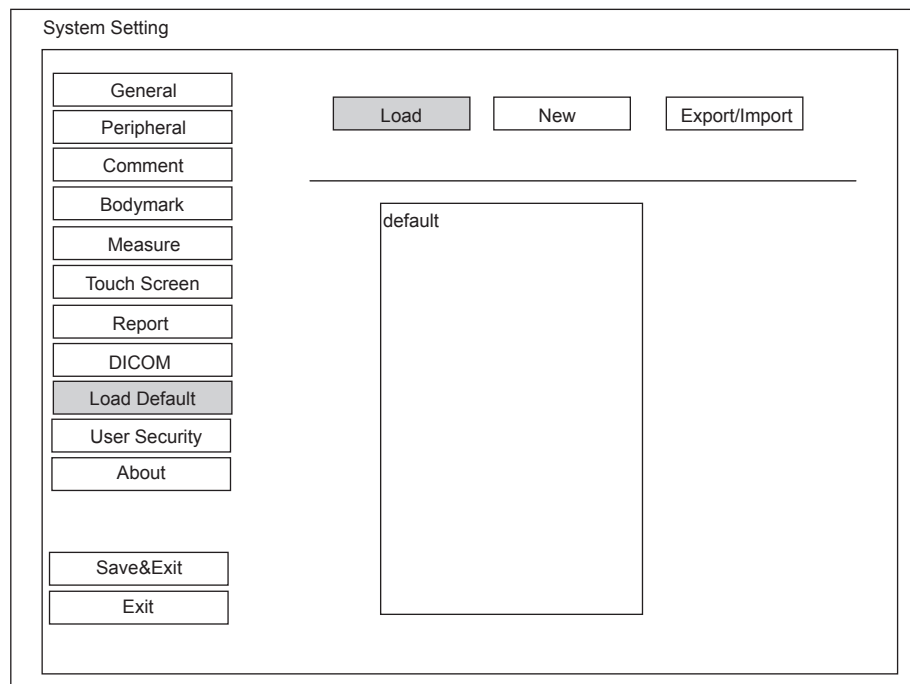 System Setting
General
Peripheral
Comment
Bodymark
Measure
Touch Screen
Report
DICOM
Load Default
User Security
About
Save&Exit
Exit
Load
New
Export/Import
default